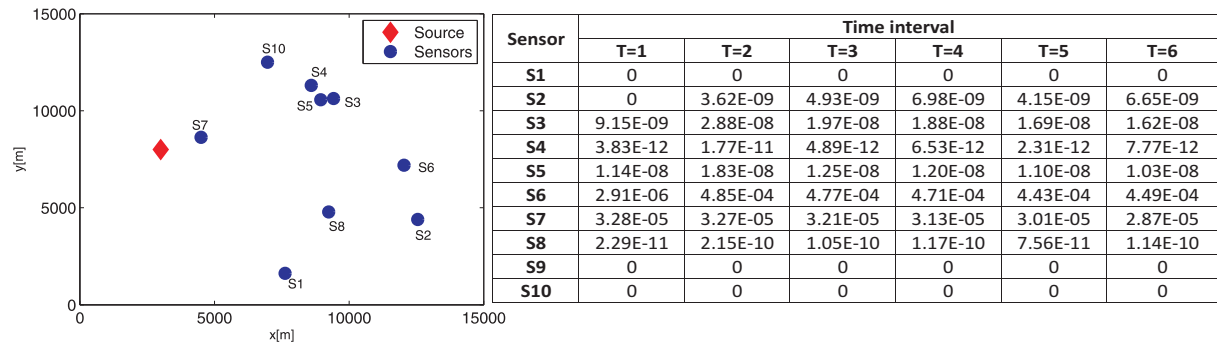 15000
10000
5000
0
y[m]
0
5000
10000
15000
x[m]
Source
Sensors
S10
S4
S5
S3
S7
S6
S8
S2
S1
Sensor Time interval
T=1 T=2 T=3 T=4 T=5 T=6
S1 0 0 0 0 0 0
S2 0 3.62E-09 4.93E-09 6.98E-09 4.15E-09 6.65E-09
S3 9.15E-09 2.88E-08 1.97E-08 1.88E-08 1.69E-08 1.62E-08
S4 3.83E-12 1.77E-11 4.89E-12 6.53E-12 2.31E-12 7.77E-12
S5 1.14E-08 1.83E-08 1.25E-08 1.20E-08 1.10E-08 1.03E-08
S6 2.91E-06 4.85E-04 4.77E-04 4.71E-04 4.43E-04 4.49E-04
S7 3.28E-05 3.27E-05 3.21E-05 3.13E-05 3.01E-05 2.87E-05
S8 2.29E-11 2.15E-10 1.05E-10 1.17E-10 7.56E-11 1.14E-10
S9 0 0 0 0 0 0
S10 0 0 0 0 0 0